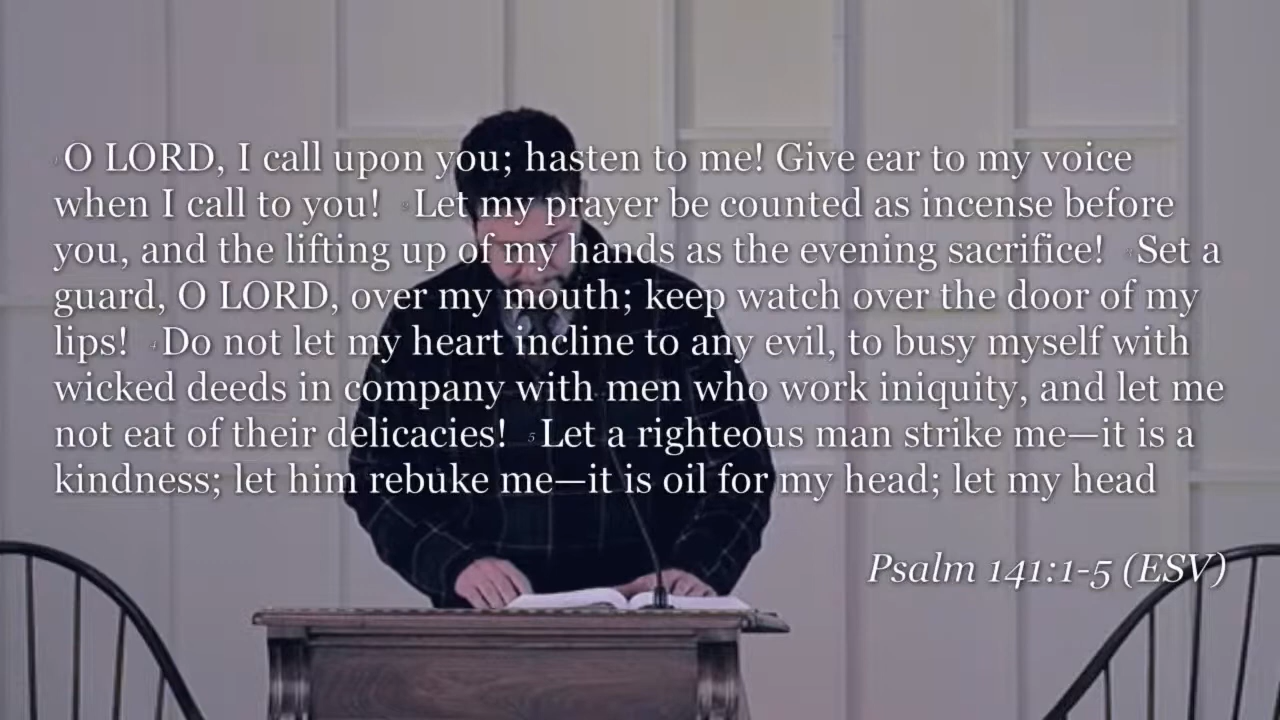 O LORD, I call upon you; hasten to me! Give ear to my voice
when I call to you! 2 Let my prayer be counted as incense before
you, and the lifting up of my hands as the evening sacrifice! Set a
guard, O LORD, over my mouth; keep watch over the door of my
lips! 4 Do not let my heart incline to any evil, to busy myself with
wicked deeds in company with men who work iniquity, and let me
not eat of their delicacies! 5 Let a righteous man strike me—it is a
kindness; let him rebuke me—it is oil for my head; let my head
Psalm 141:1-5 (ESV)